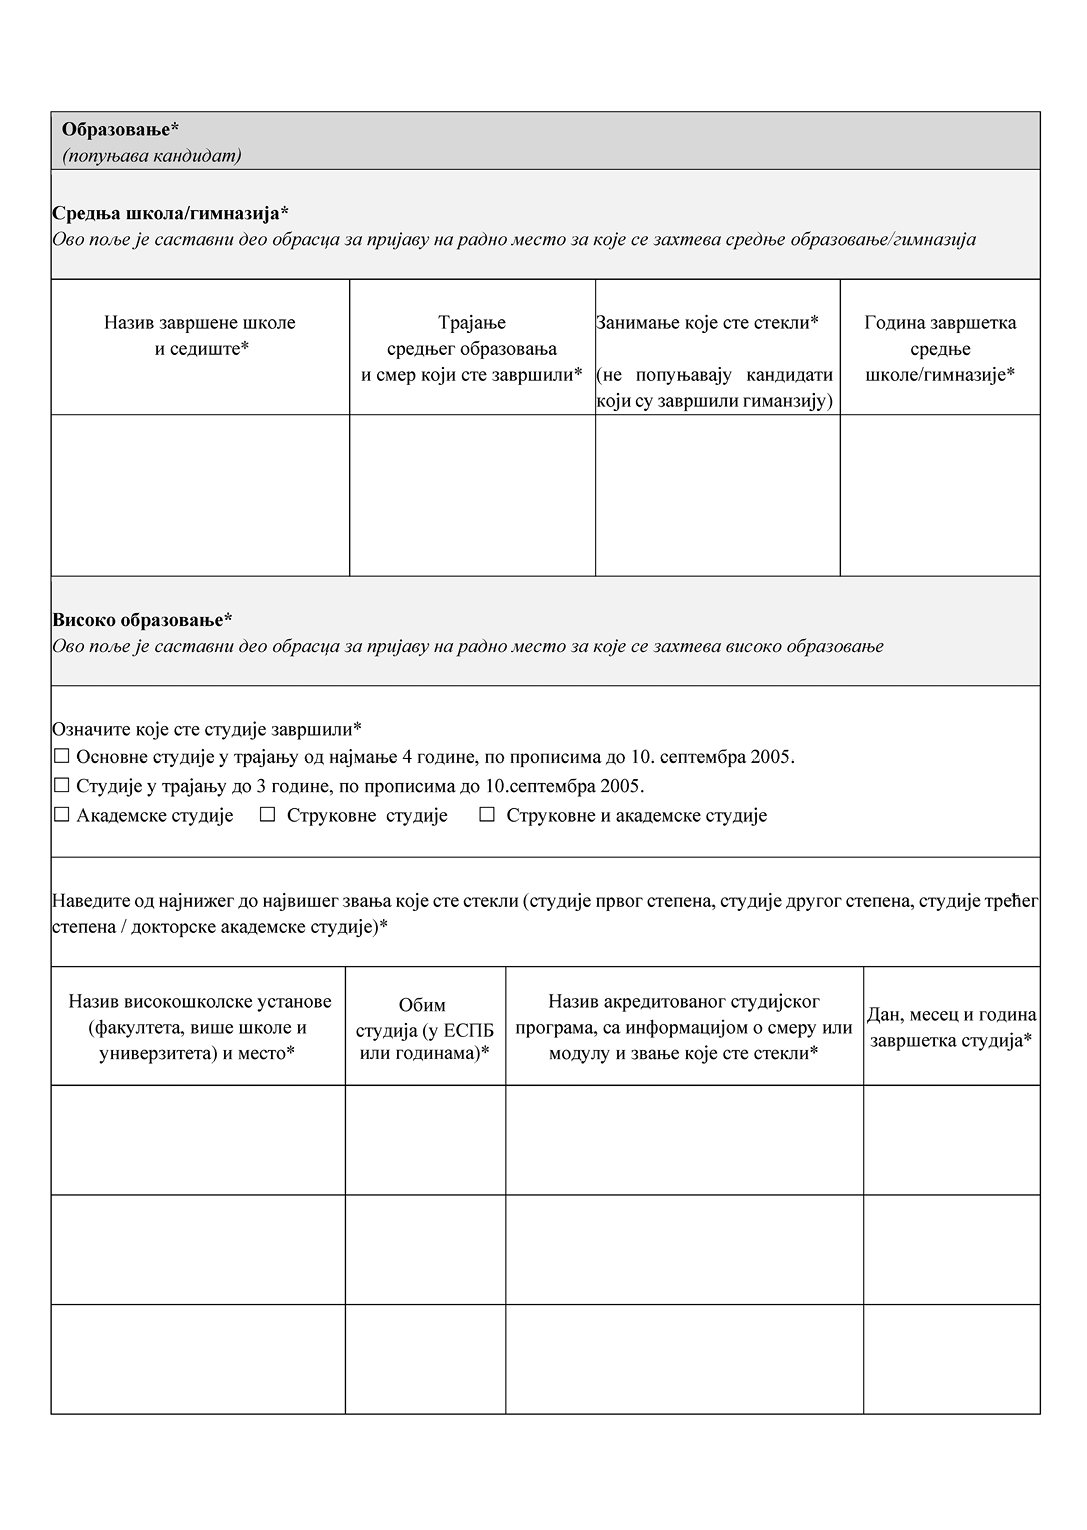 Образовање*
(попуњава кандидат)
Средња школа/гимназија*
Ово поље је саставни део обрасца за пријаву на радно место за које се захтева средње образовање/гимназија
Назив завршене школе
и седиште*
Трајање
средњег образовања
и смер који сте завршили*
Занимање које сте стекли*
(не попуњавају кандидати
који су завршили гиманзију)
Година завршетка
средње
школе/гимназије*
Високо образовање*
Ово поље је саставни део обрасца за пријаву на радно место за које се захтева високо образовање
Означите које сте студије завршили*
☐ Основне студије у трајању од најмање 4 године, по прописима до 10. септембра 2005.
☐ Студије у трајању до 3 године, по прописима до 10.септембра 2005.
☐ Академске студије ☐ Струковне студије ☐ Струковне и академске студије
Наведите од најнижег до највишег звања које сте стекли (студије првог степена, студије другог степена, студије трећег
степена / докторске академске студије)*
Назив високошколске установе
(факултета, више школе и
универзитета) и место*
Обим
студија (у ЕСПБ
или годинама)*
Назив акредитованог студијског
програма, са информацијом о смеру или
модулу и звање које сте стекли*
Дан, месец и година
завршетка студија*